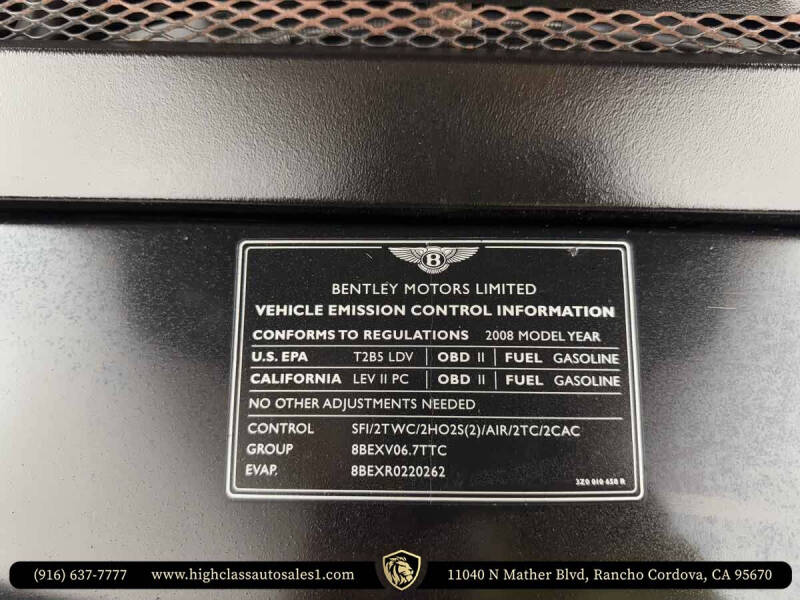 B
BENTLEY MOTORS LIMITED
VEHICLE EMISSION CONTROL INFORMATION
CONFORMS TO REGULATIONS 2008 MODEL YEAR
U.S. EPA T2B5 LDV OBD II FUEL GASOLINE
CALIFORNIA LEV II PC OBD II FUEL GASOLINE
NO OTHER ADJUSTMENTS NEEDED
CONTROL SFI/2TWC/2HO2S(2)/AIR/2TC/2CAC
GROUP 8BEXV06.7TTC
EVAP. 8BEXR0220262
3Z0 010 658 R
(916) 637-7777 www.highclassautosales1.com 11040 N Mather Blvd, Rancho Cordova, CA 95670